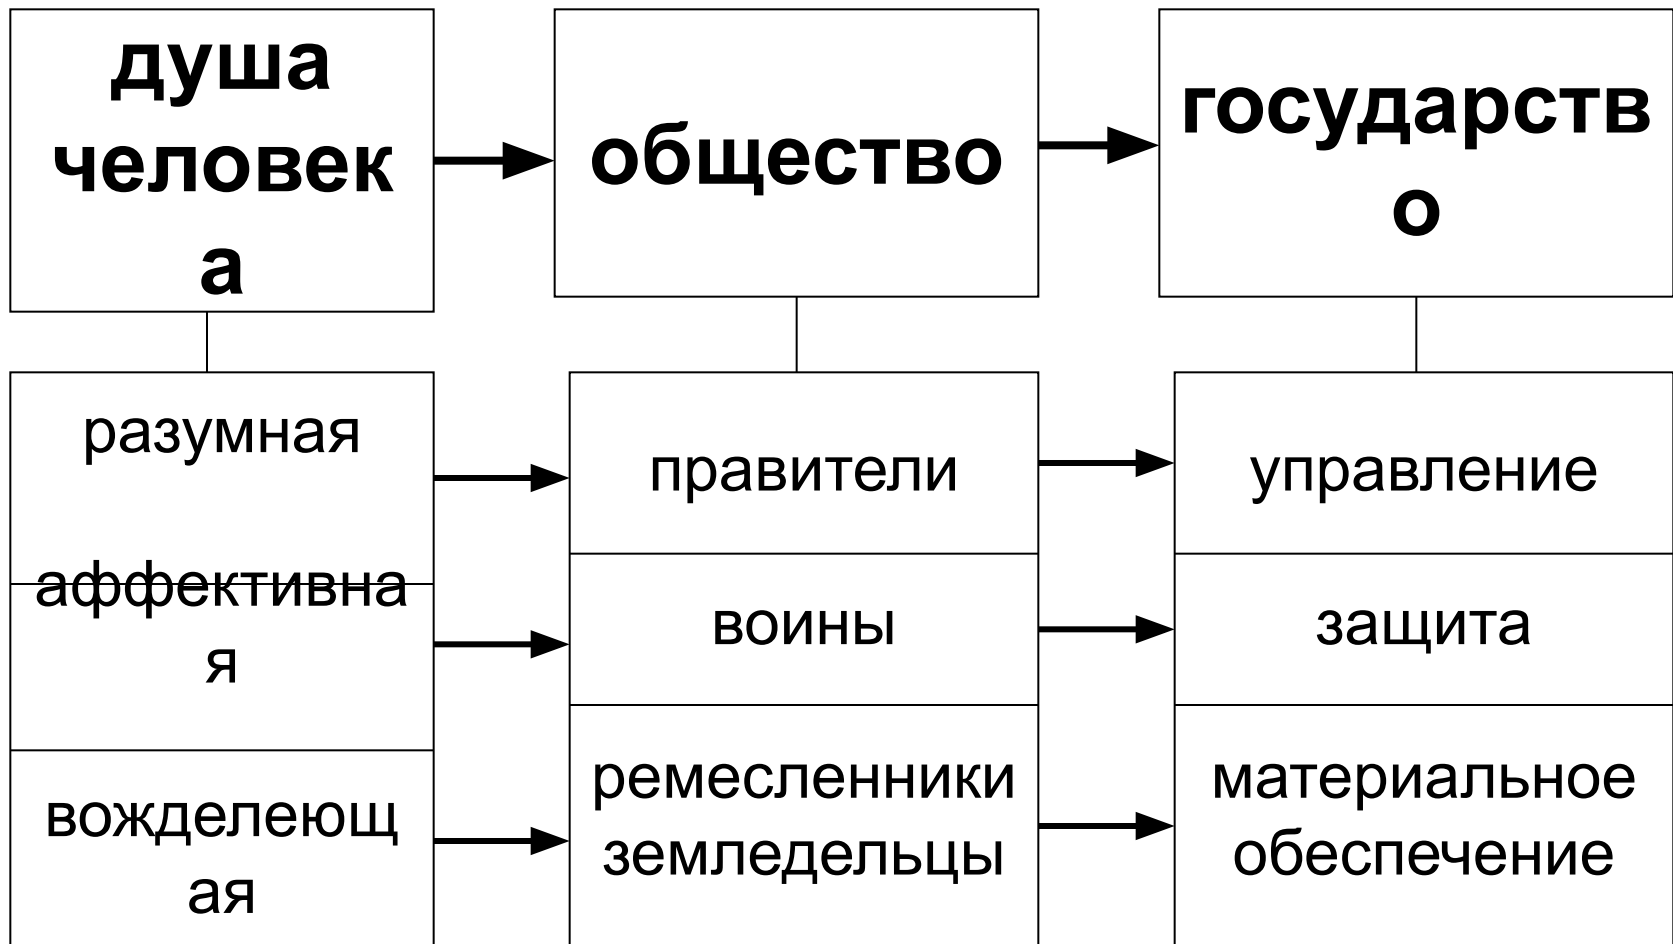 душа
человек
а
общество
государств
о
разумная
аффективна
я
вожделеющ
ая
правители
воины
ремесленники
земледельцы
управление
защита
материальное
обеспечение